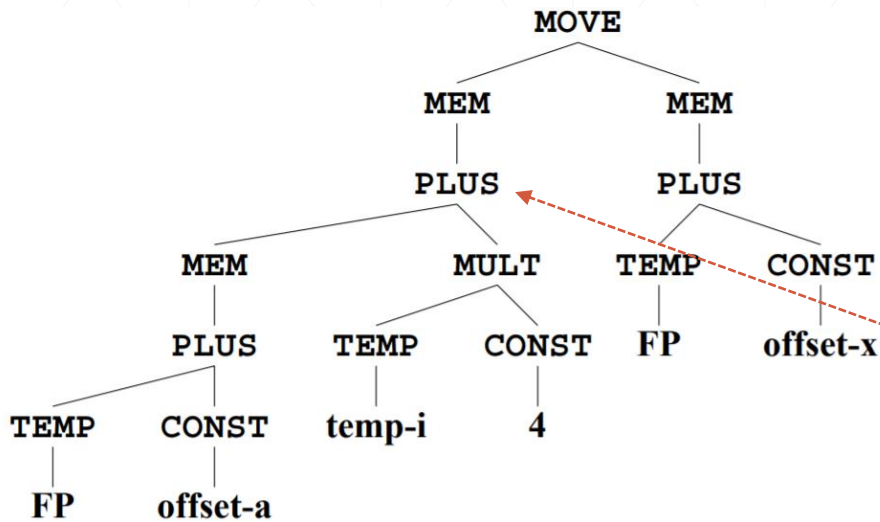 MOVE
MEM MEM
PLUS PLUS
MEM MULT TEMP CONST
PLUS TEMP CONST FP offset-x
TEMP CONST temp-i 4
FP offset-a